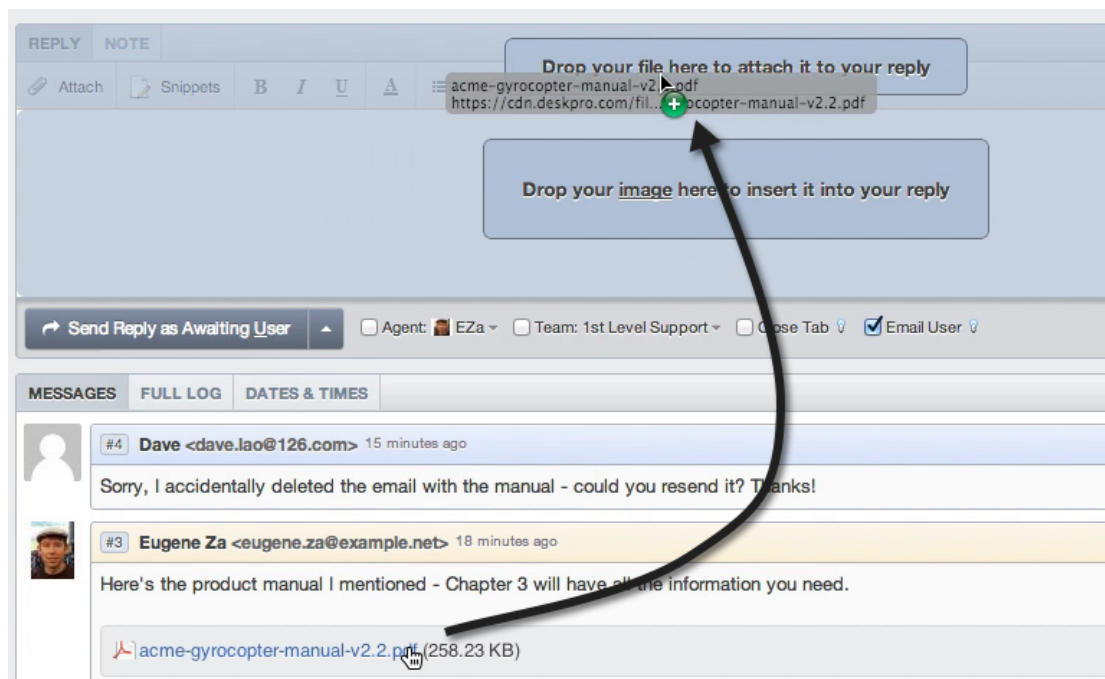 REPLY NOTE
Drop your file here to attach it to your reply
Attach Snippets B I U A
acme-gyrocopter-manual-v2. pdf
https://cdn.deskpro.com/fil... ocopter-manual-v2.2.pdf
Drop your image here to insert it into your reply
Send Reply as Awaiting User Agent: EZa Team: 1st Level Support Close Tab Email User
MESSAGES FULL LOG DATES & TIMES
#4 Dave <dave.lao@126.com> 15 minutes ago
Sorry, I accidentally deleted the email with the manual - could you resend it? Thanks!
#3 Eugene Za <eugene.za@example.net> 18 minutes ago
Here's the product manual I mentioned - Chapter 3 will have all the information you need.
acme-gyrocopter-manual-v2.2.pdf (258.23 KB)